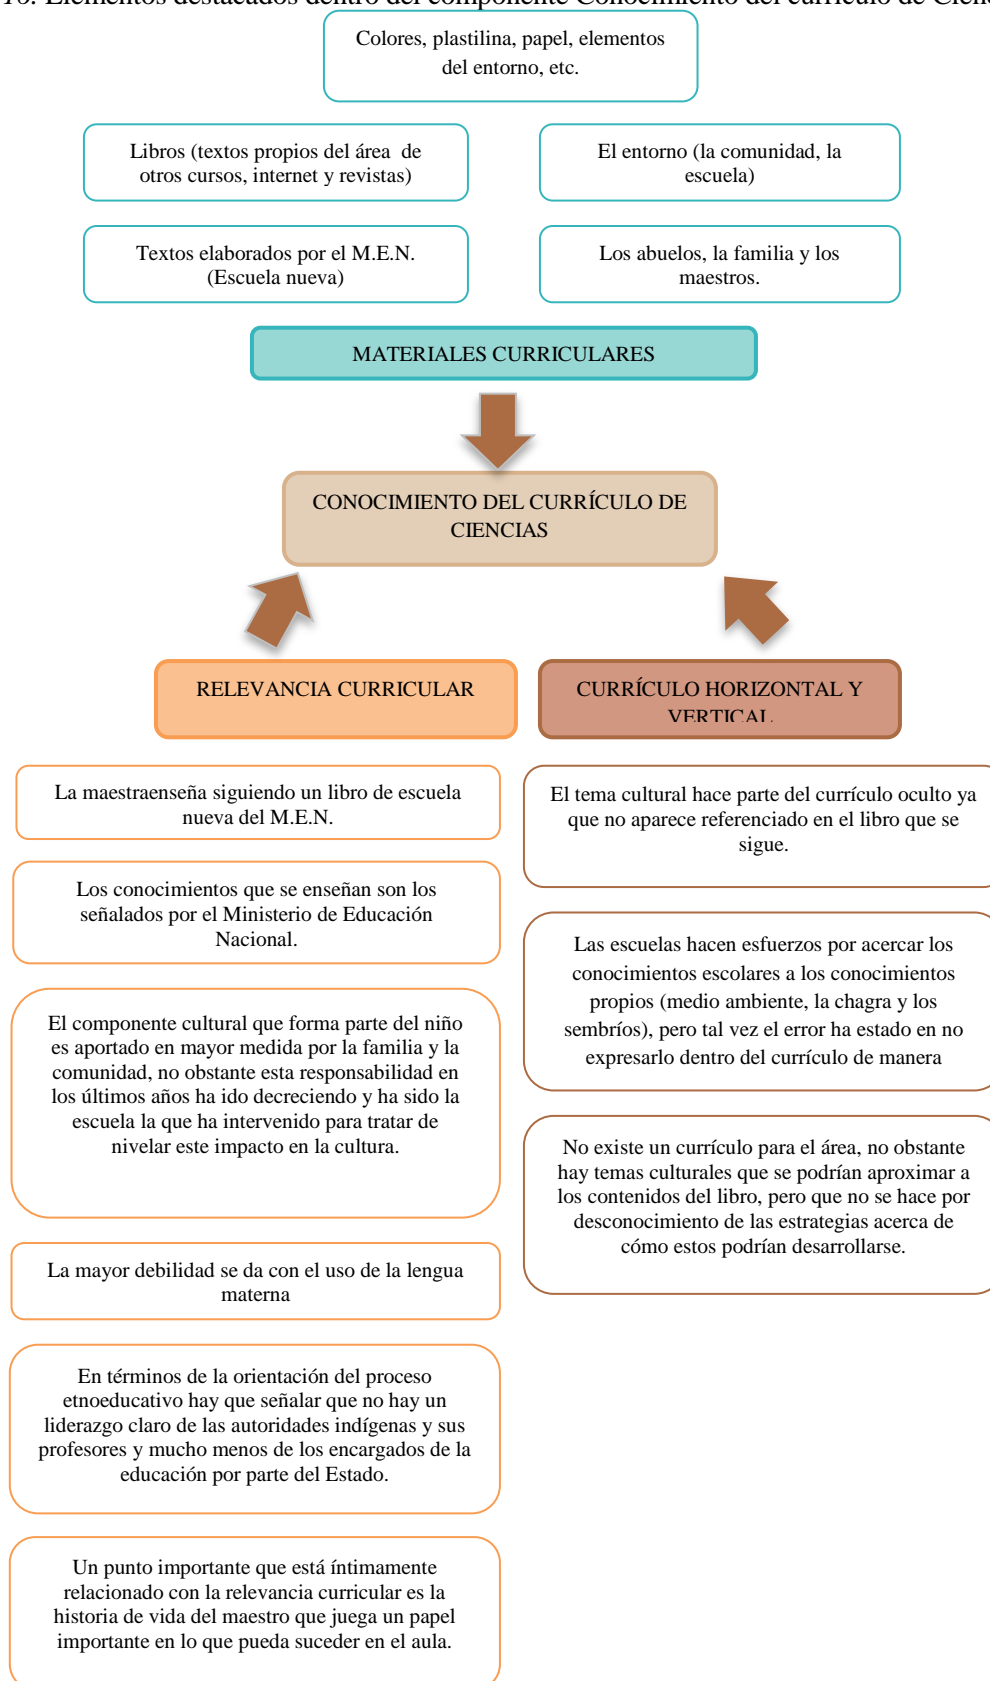 10. Elementos destacados dentro del componente Conocimiento del currículo de
Colores, plastilina, papel, elementos
del entorno, etc.
Libros (textos propios del área de
otros cursos, internet y revistas)
El entorno (la comunidad, la
escuela)
Textos elaborados por el M.E.N.
(Escuela nueva)
Los abuelos, la familia y los
maestros.
MATERIALES CURRICULARES
CONOCIMIENTO DEL CURRÍCULO DE
CIENCIAS
RELEVANCIA CURRICULAR
CURRÍCULO HORIZONTAL Y
VERTICAL
La maestraenseña siguiendo un libro de escuela
nueva del M.E.N.
Los conocimientos que se enseñan son los
señalados por el Ministerio de Educación
Nacional.
El componente cultural que forma parte del niño
es aportado en mayor medida por la familia y la
comunidad, no obstante esta responsabilidad en
los últimos años ha ido decreciendo y ha sido la
escuela la que ha intervenido para tratar de
nivelar este impacto en la cultura.
La mayor debilidad se da con el uso de la lengua
materna
En términos de la orientación del proceso
etnoeducativo hay que señalar que no hay un
liderazgo claro de las autoridades indígenas y sus
profesores y mucho menos de los encargados de la
educación por parte del Estado.
Un punto importante que está íntimamente
relacionado con la relevancia curricular es la
historia de vida del maestro que juega un papel
importante en lo que pueda suceder en el aula.
El tema cultural hace parte del currículo oculto ya
que no aparece referenciado en el libro que se
sigue.
Las escuelas hacen esfuerzos por acercar los
conocimientos escolares a los conocimientos
propios (medio ambiente, la chagra y los
sembríos), pero tal vez el error ha estado en no
expresarlo dentro del currículo de manera
No existe un currículo para el área, no obstante
hay temas culturales que se podrían aproximar a
los contenidos del libro, pero que no se hace por
desconocimiento de las estrategias acerca de
cómo estos podrían desarrollarse.